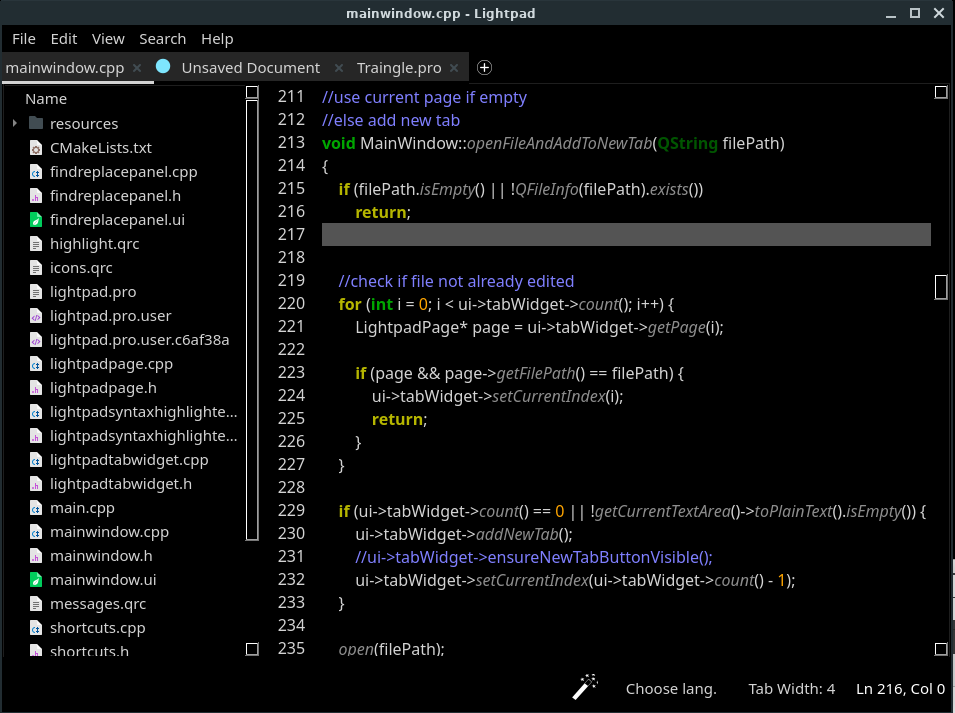 mainwindow.cpp - Lightpad
File Edit View Search Help
mainwindow.cpp Unsaved Document Traingle.pro
Name
resources
CMakeLists.txt
findreplacepanel.cpp
findreplacepanel.h
findreplacepanel.ui
highlight.qrc
icons.qrc
lightpad.pro
lightpad.pro.user
lightpad.pro.user.c6af38a
lightpadpage.cpp
lightpadpage.h
lightpadsyntaxhighlighte...
lightpadsyntaxhighlighte...
lightpadtabwidget.cpp
lightpadtabwidget.h
main.cpp
mainwindow.cpp
mainwindow.h
mainwindow.ui
messages.qrc
shortcuts.cpp
shortcuts.h
211 //use current page if empty
212 //else add new tab
213 void MainWindow::openFileAndAddToNewTab(QString filePath)
214 {
215 if (filePath.isEmpty() || !QFileInfo(filePath).exists())
216 return;
217
218
219 //check if file not already edited
220 for (int i = 0; i < ui->tabWidget->count(); i++) {
221 LightpadPage* page = ui->tabWidget->getPage(i);
222
223 if (page && page->getFilePath() == filePath) {
224 ui->tabWidget->setCurrentIndex(i);
225 return;
226 }
227 }
228
229 if (ui->tabWidget->count() == 0 || !getCurrentTextArea()->toPlainText().isEmpty()) {
230 ui->tabWidget->addNewTab();
231 //ui->tabWidget->ensureNewTabButtonVisible();
232 ui->tabWidget->setCurrentIndex(ui->tabWidget->count() - 1);
233 }
234
235 open(filePath);
Choose lang. Tab Width: 4 Ln 216, Col 0